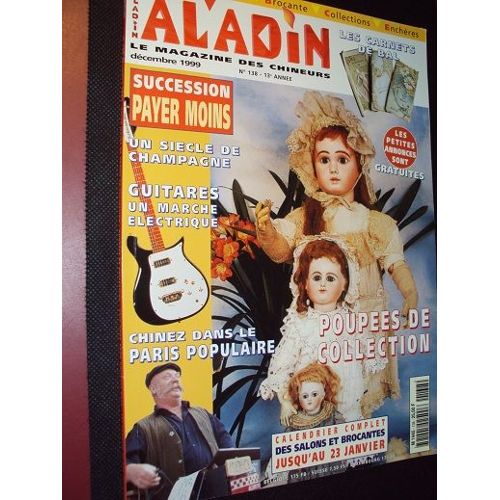 ALADIN
Brocante Collections Enchères
ALADIN
LE MAGAZINE DES CHINEURS
décembre 1999
N° 138 - 13e ANNÉE
LES CARNETS
DE BAL
SUCCESSION
PAYER MOINS
LES
PETITES
ANNONCES
SONT
GRATUITES
UN SIECLE DE
CHAMPAGNE
GUITARES
UN MARCHE
ELECTRIQUE
CHINEZ DANS LE
PARIS POPULAIRE
POUPEES DE
COLLECTION
CALENDRIER COMPLET
DES SALONS ET BROCANTES
JUSQU'AU 23 JANVIER